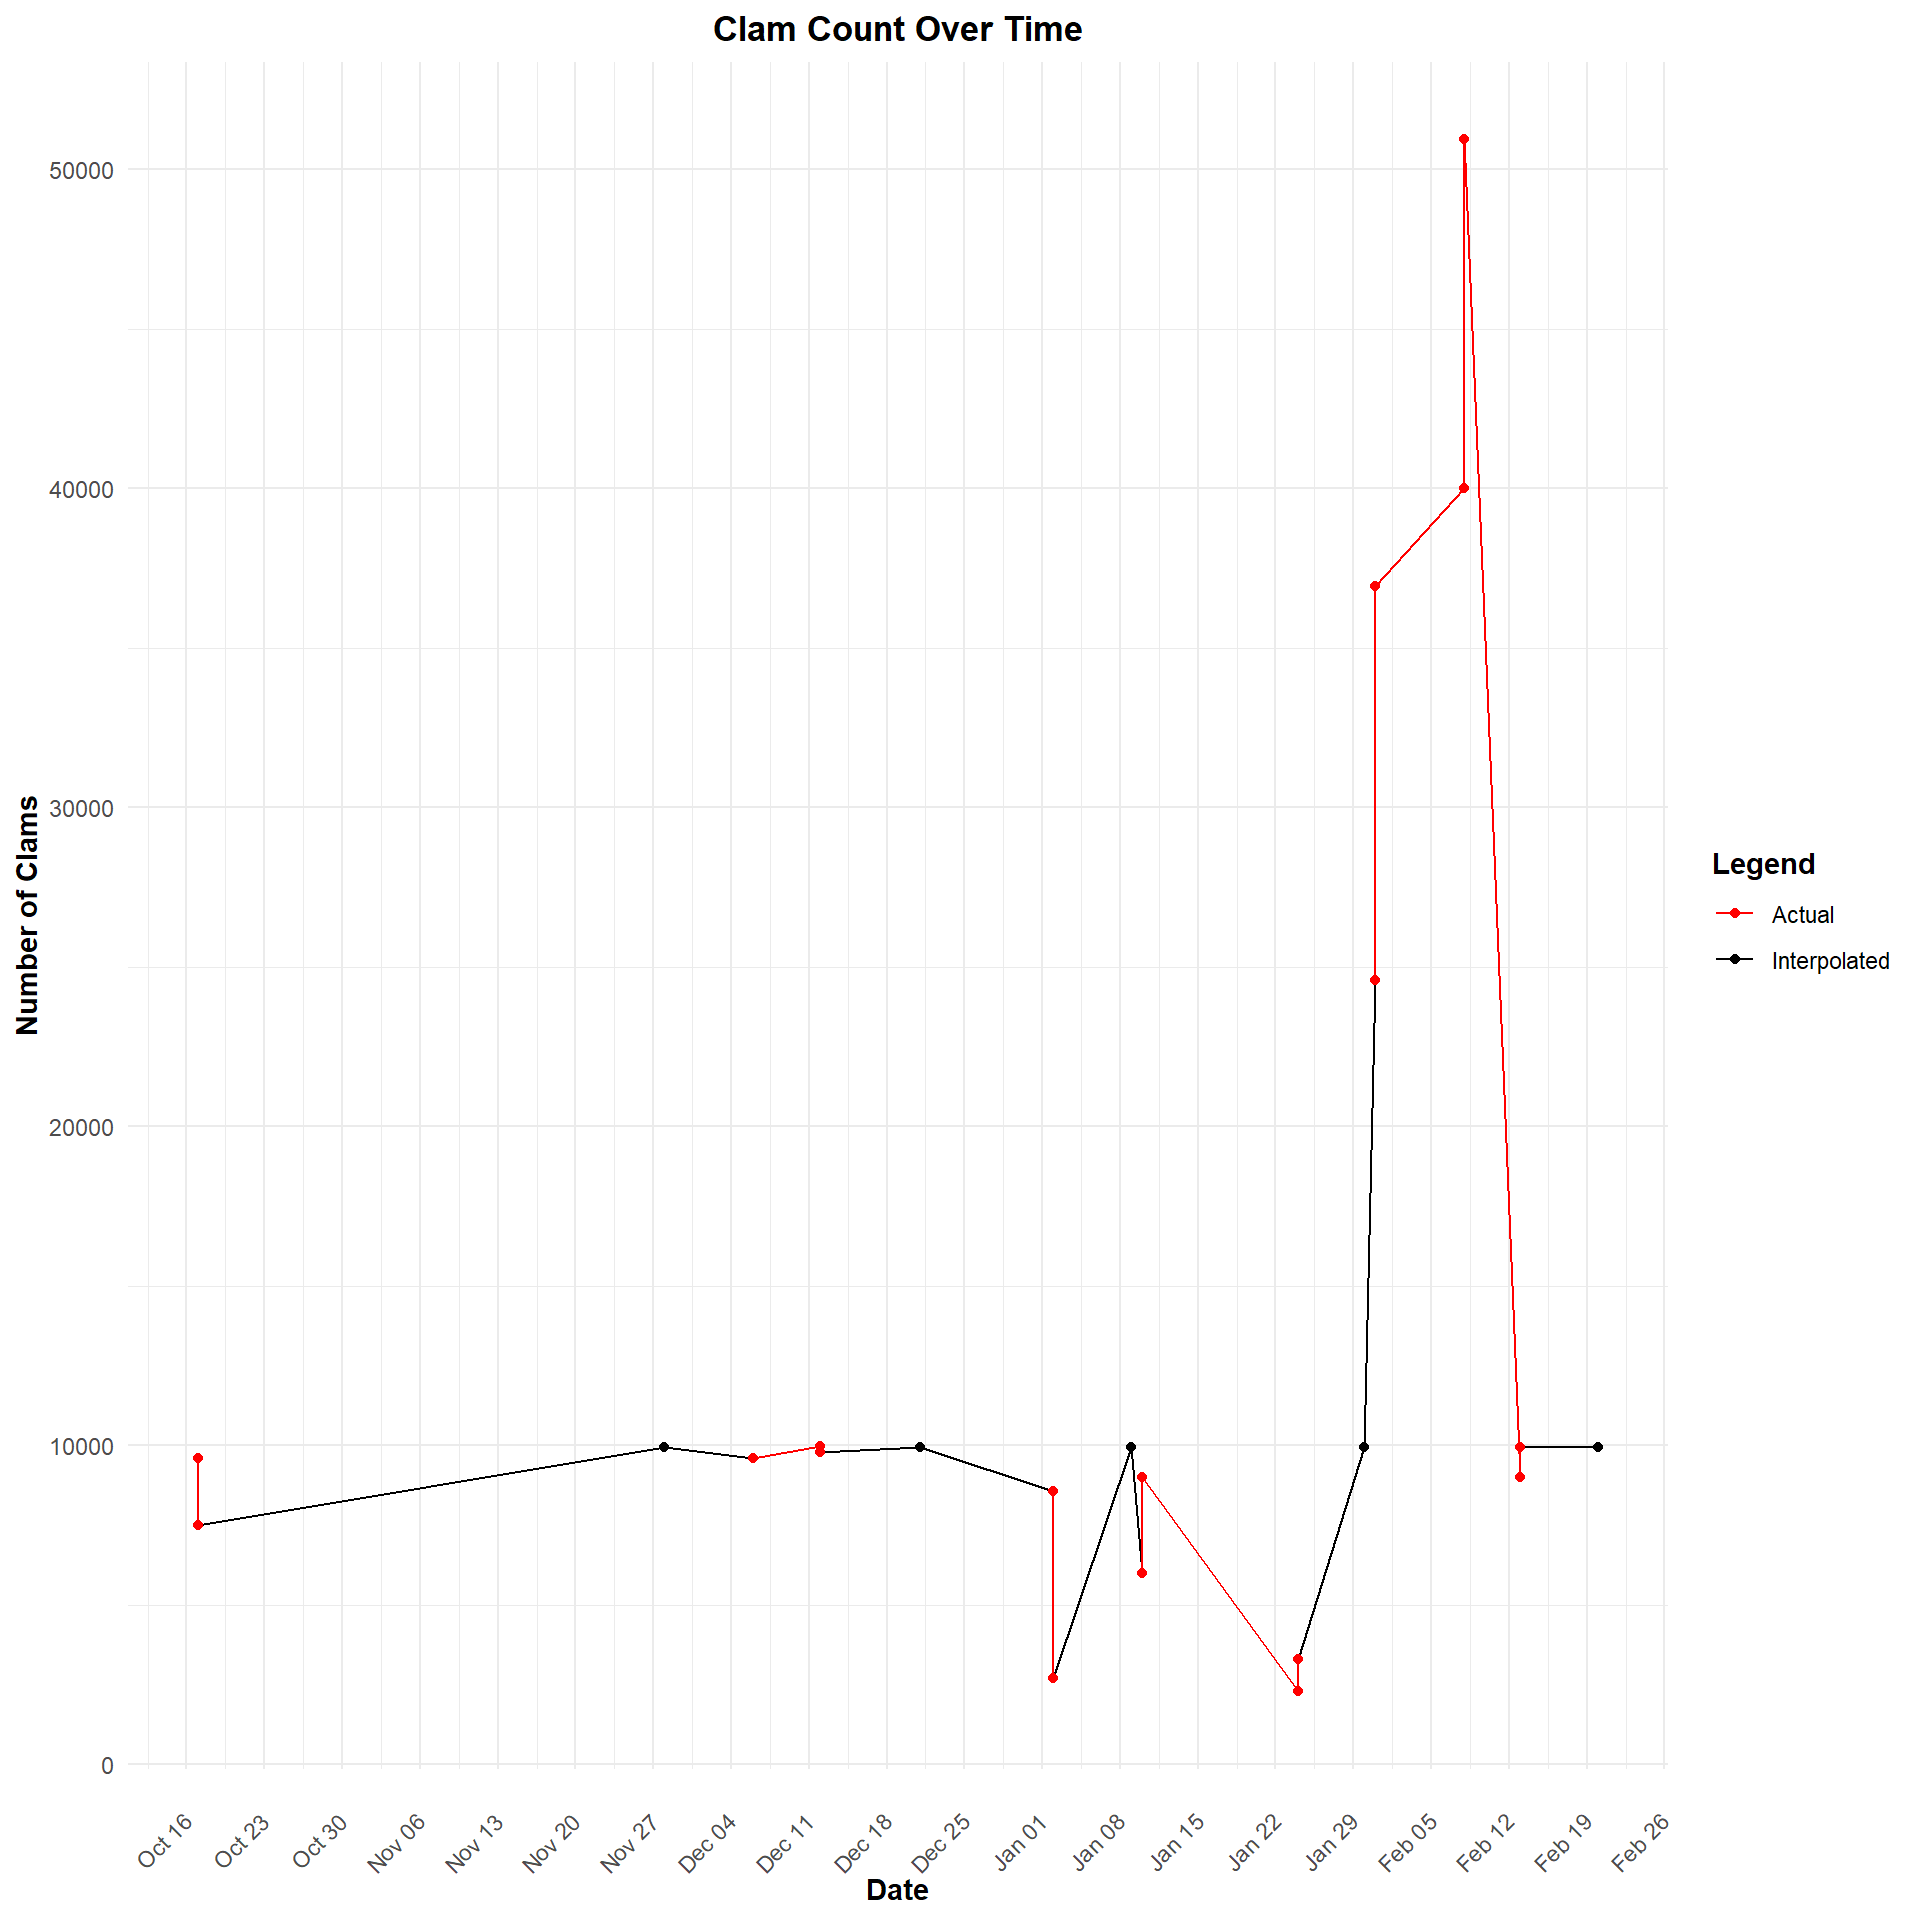 Clam Count Over Time
Number of Clams
50000
40000
30000
20000
10000
0
Oct 16
Oct 23
Oct 30
Nov 06
Nov 13
Nov 20
Nov 27
Dec 04
Dec 11
Dec 18
Dec 25
Jan 01
Jan 08
Jan 15
Jan 22
Jan 29
Feb 05
Feb 12
Feb 19
Feb 26
Date
Legend
Actual
Interpolated